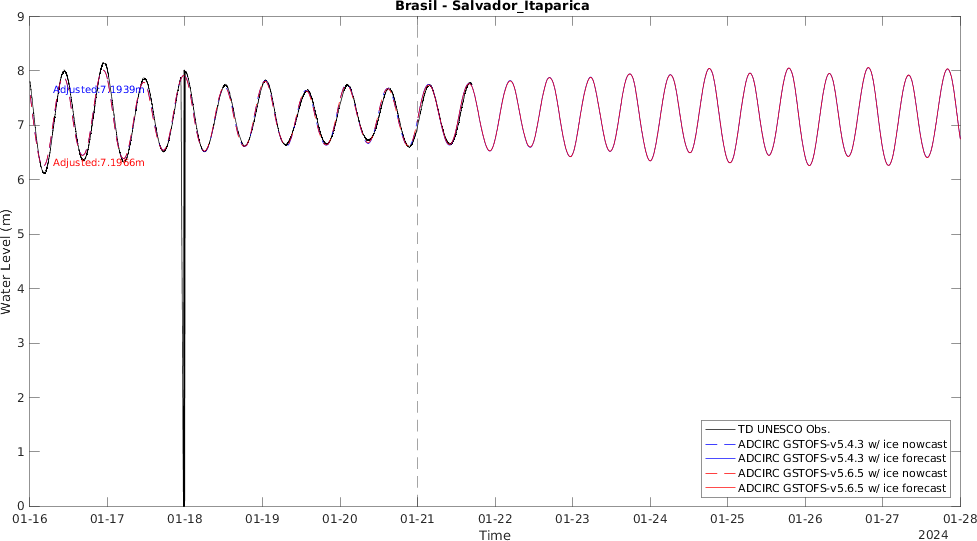 Brasil - Salvador_Itaparica
9
8
7
6
5
4
3
2
1
0
Water Level (m)
Adjusted:7.1939m
Adjusted:7.1966m
TD UNESCO Obs.
ADCIRC GSTOFS-v5.4.3 w/ ice nowcast
ADCIRC GSTOFS-v5.4.3 w/ ice forecast
ADCIRC GSTOFS-v5.6.5 w/ ice nowcast
ADCIRC GSTOFS-v5.6.5 w/ ice forecast
01-16 01-17 01-18 01-19 01-20 01-21 01-22 01-23 01-24 01-25 01-26 01-27 01-28
Time
2024